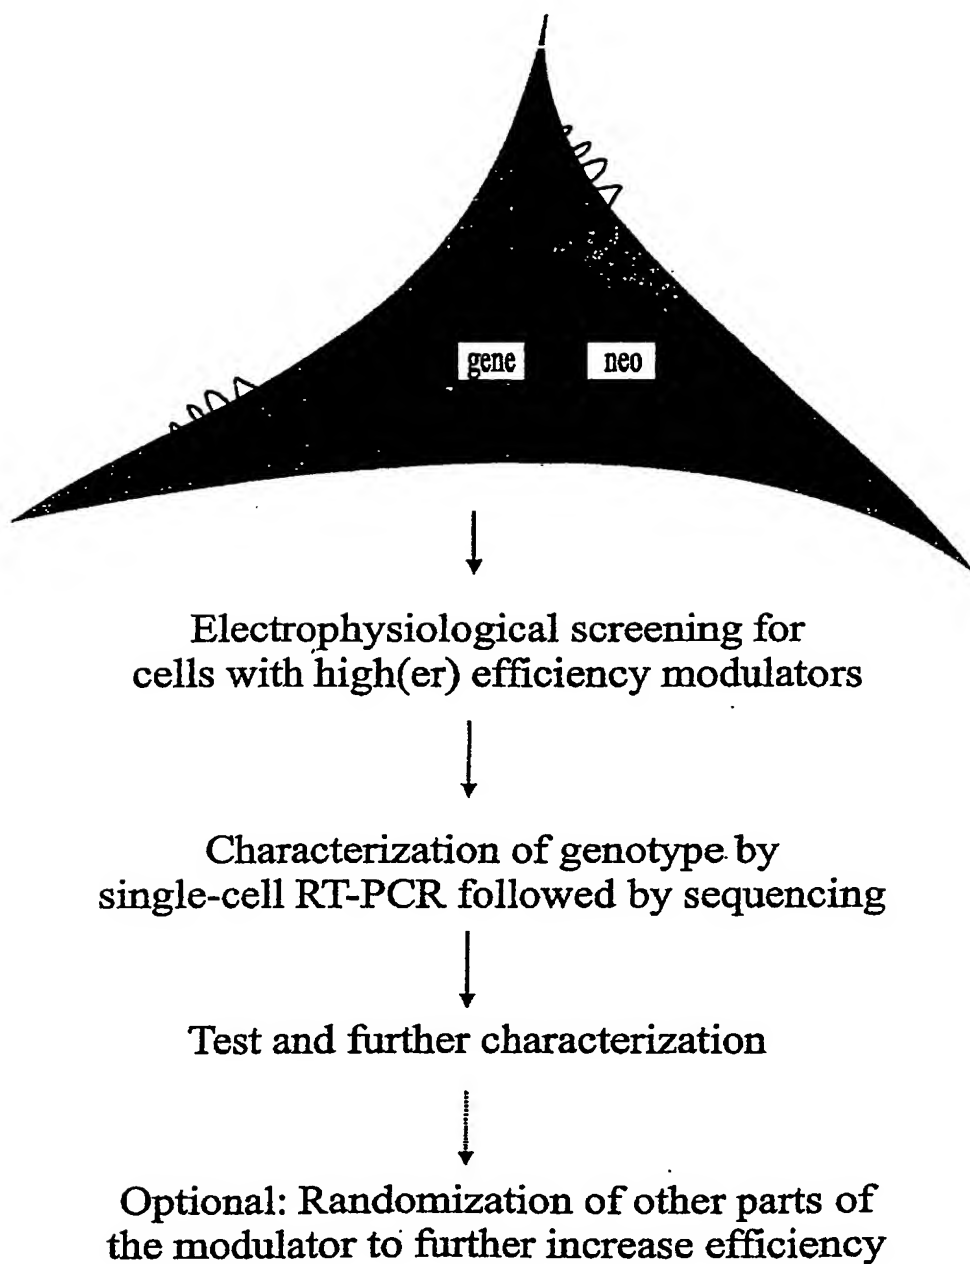 gene neo
Electrophysiological screening for
cells with high(er) efficiency modulators
Characterization of genotype by
single-cell RT-PCR followed by sequencing
Test and further characterization
Optional: Randomization of other parts of
the modulator to further increase efficiency